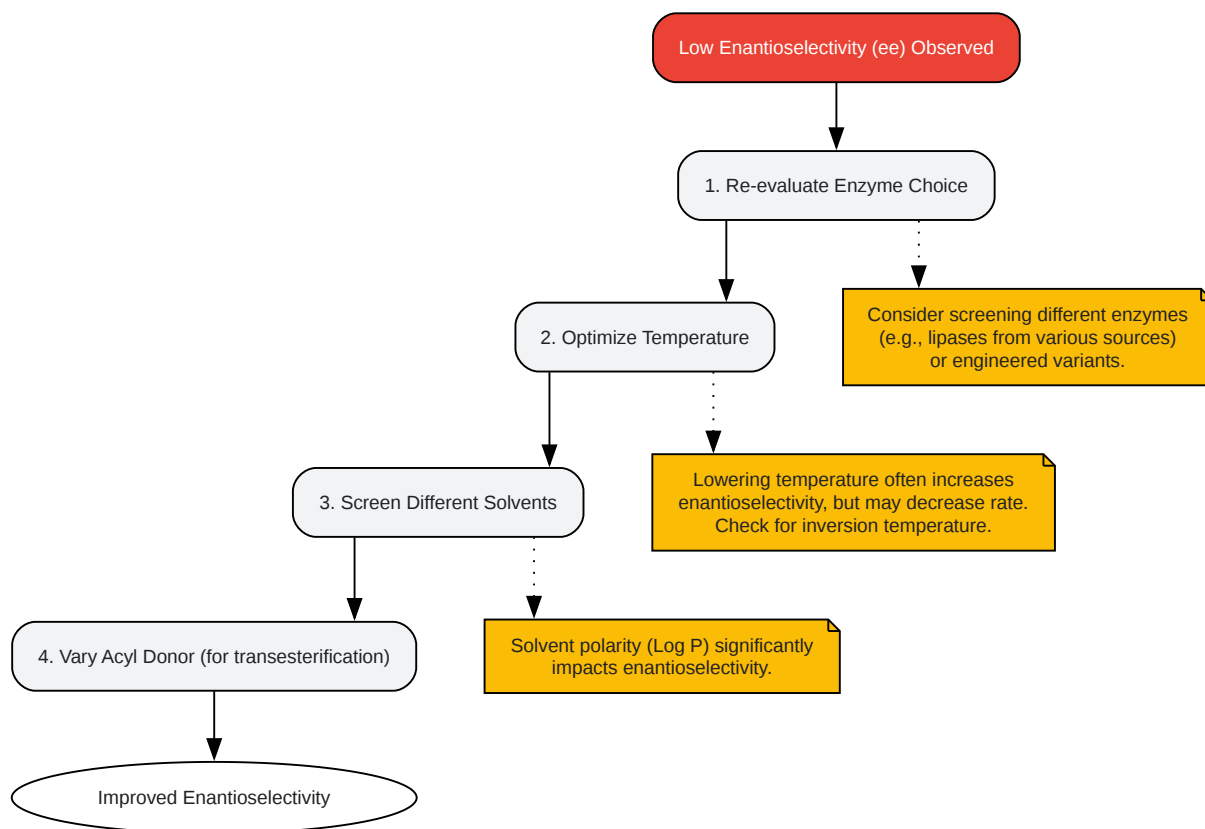 Low Enantioselectivity (ee) Observed
1. Re-evaluate Enzyme Choice
Consider screening different enzymes
(e.g., lipases from various sources)
or engineered variants.
2. Optimize Temperature
Lowering temperature often increases
enantioselectivity, but may decrease rate.
Check for inversion temperature.
3. Screen Different Solvents
Solvent polarity (Log P) significantly
impacts enantioselectivity.
4. Vary Acyl Donor (for transesterification)
Improved Enantioselectivity